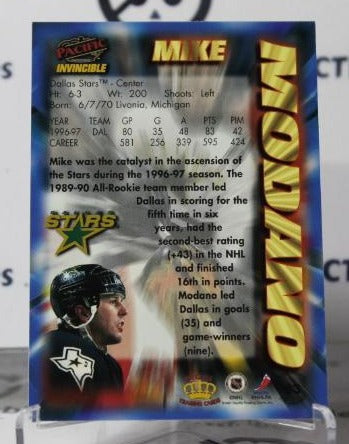 PACIFIC
INVINCIBLE
MIKE
MODANO
Dallas Stars™ - Center
Ht: 6-3 Wt: 200 Shoots: Left
Born: 6/7/70 Livonia, Michigan
YEAR TEAM GP G A PTS PIM
1996-97 DAL 80 35 48 83 42
CAREER 581 256 339 595 424
Mike was the catalyst in the ascension of
the Stars during the 1996-97 season. The
1989-90 All-Rookie team member led
Dallas in scoring for the
fifth time in six
years, had the
second-best rating
(+43) in the NHL
and finished
16th in points.
Modano led
Dallas in goals
(35) and
game-winners
(nine).
STARS
TRADING CARDS